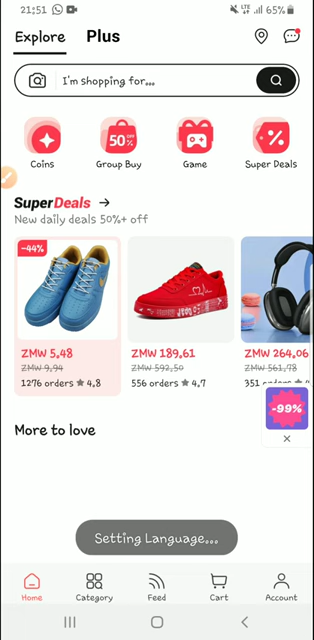 21:51 LTE 65%
Explore Plus
I'm shopping for...
50% OFF
Coins Group Buy Game Super Deals
SuperDeals →
New daily deals 50%+ off
-44%
ZMW 5,48 ZMW 189,61 ZMW 264,06
ZMW 9,94 ZMW 592,50 ZMW 561,78
1276 orders ★ 4,8 556 orders ★ 4,7 351 orders ★ 4
-99%
More to love
Setting Language...
Home Category Feed Cart Account